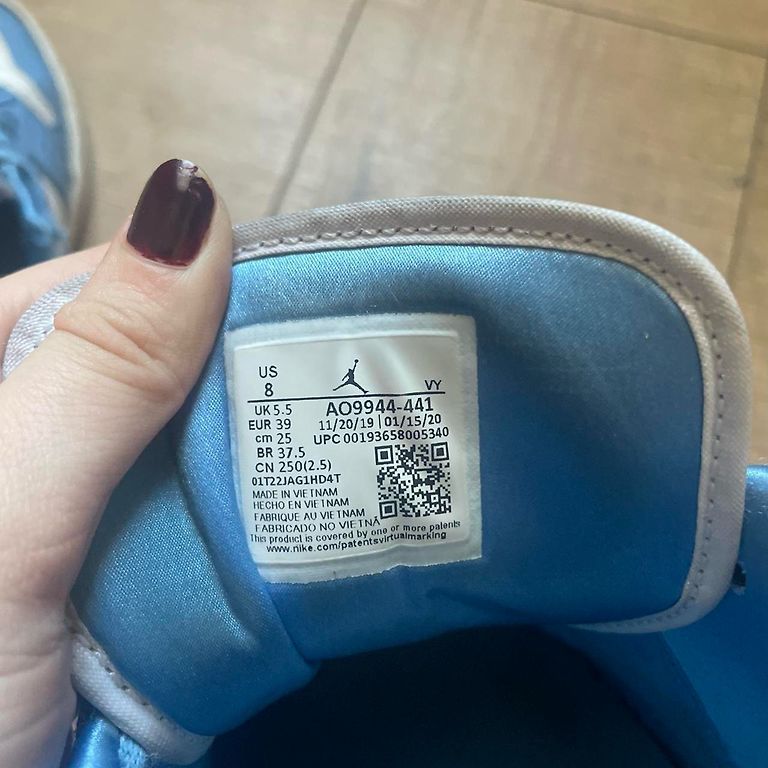 US
8
VY
UK 5.5 AO9944-441
EUR 39 11/20/19 | 01/15/20
cm 25 UPC 00193658005340
BR 37.5
CN 250(2.5)
01T22JAG1HD4T
MADE IN VIETNAM
HECHO EN VIETNAM
FABRIQUE AU VIETNAM
FABRICADO NO VIETNÃ
This product is covered by one or more patents
www.nike.com/patentsvirtualmarking